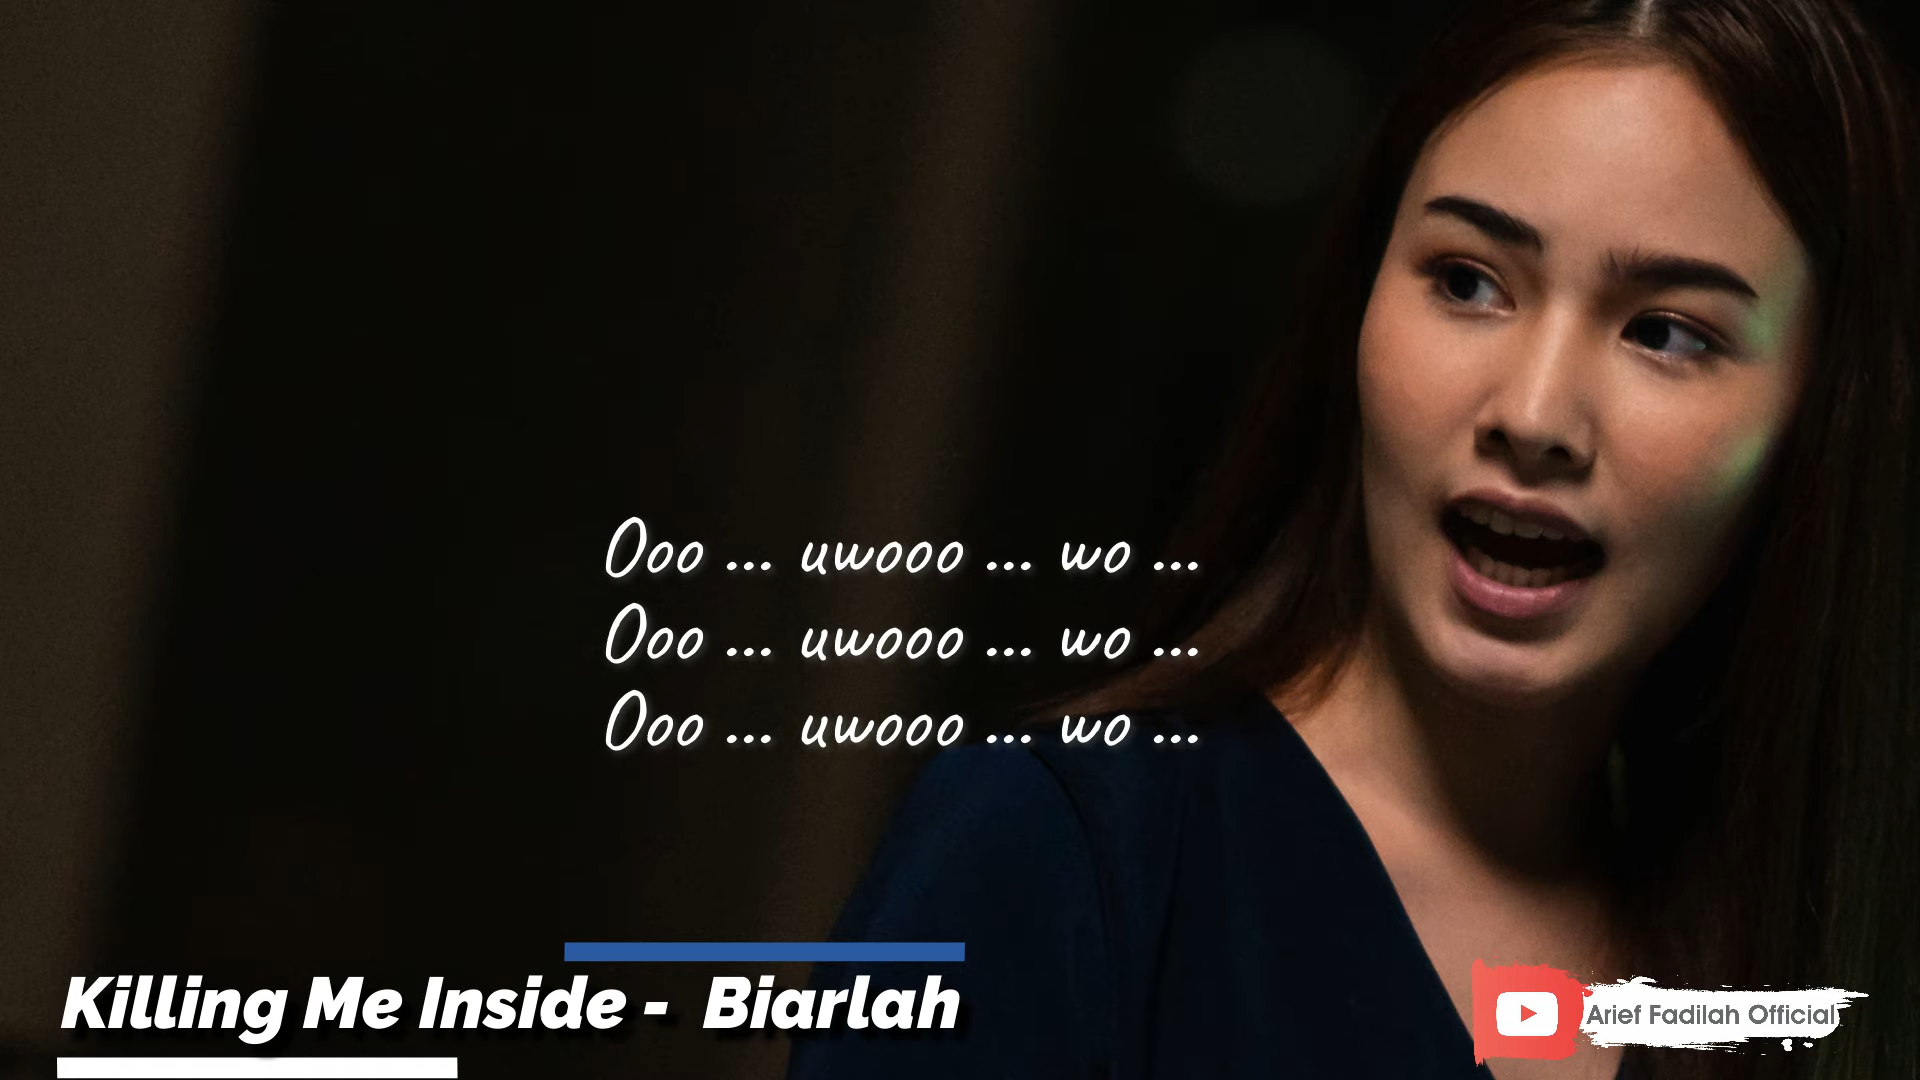 Ooo ... uwooo ... wo ...
Ooo ... uwooo ... wo ...
Ooo ... uwooo ... wo ...
Killing Me Inside - Biarlah
Arief Fadilah Official